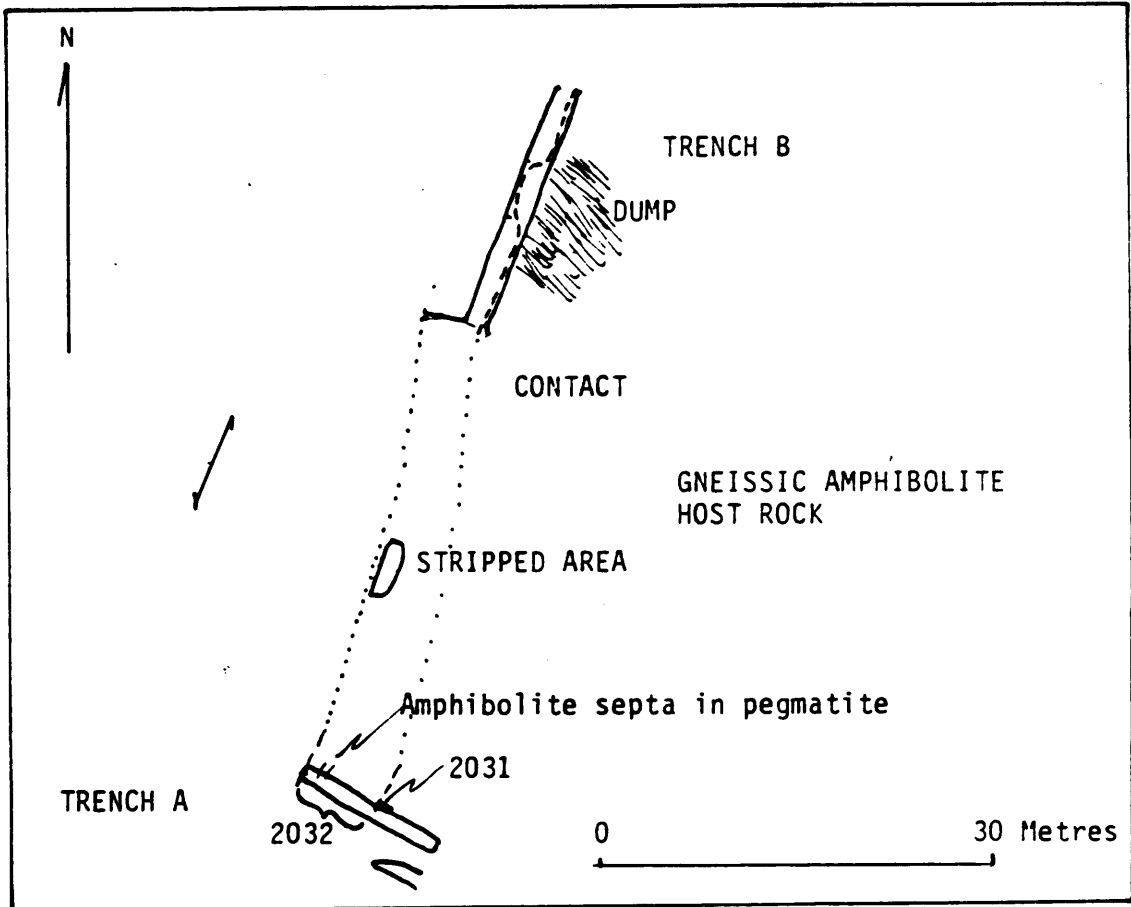 N
TRENCH B
DUMP
CONTACT
GNEISSIC AMPHIBOLITE
HOST ROCK
STRIPPED AREA
Amphibolite septa in pegmatite
2031
TRENCH A
2032
0 30 Metres